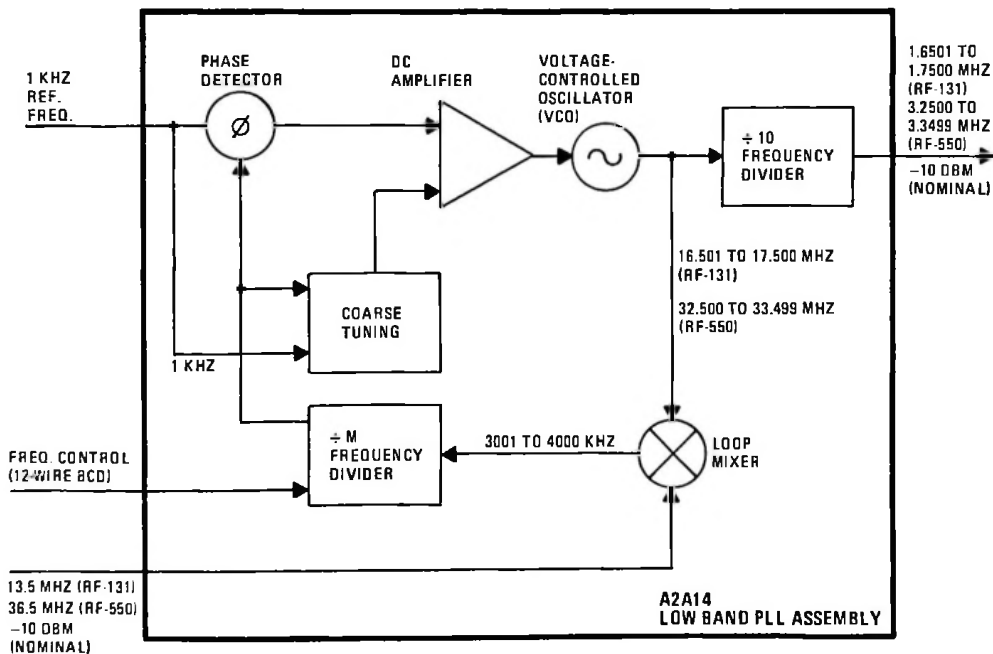 1 KHZ
REF.
FREQ.
PHASE
DETECTOR
Ø
DC
AMPLIFIER
VOLTAGE-
CONTROLLED
OSCILLATOR
(VCO)
÷ 10
FREQUENCY
DIVIDER
1.6501 TO
1.7500 MHZ
(RF-131)
3.2500 TO
3.3499 MHZ
(RF-550)
–10 DBM
(NOMINAL)
16.501 TO 17.500 MHZ
(RF-131)
32.500 TO 33.499 MHZ
(RF-550)
COARSE
TUNING
1 KHZ
÷ M
FREQUENCY
DIVIDER
3001 TO 4000 KHZ
LOOP
MIXER
FREQ. CONTROL
(12-WIRE BCD)
13.5 MHZ (RF-131)
36.5 MHZ (RF-550)
–10 DBM
(NOMINAL)
A2A14
LOW BAND PLL ASSEMBLY